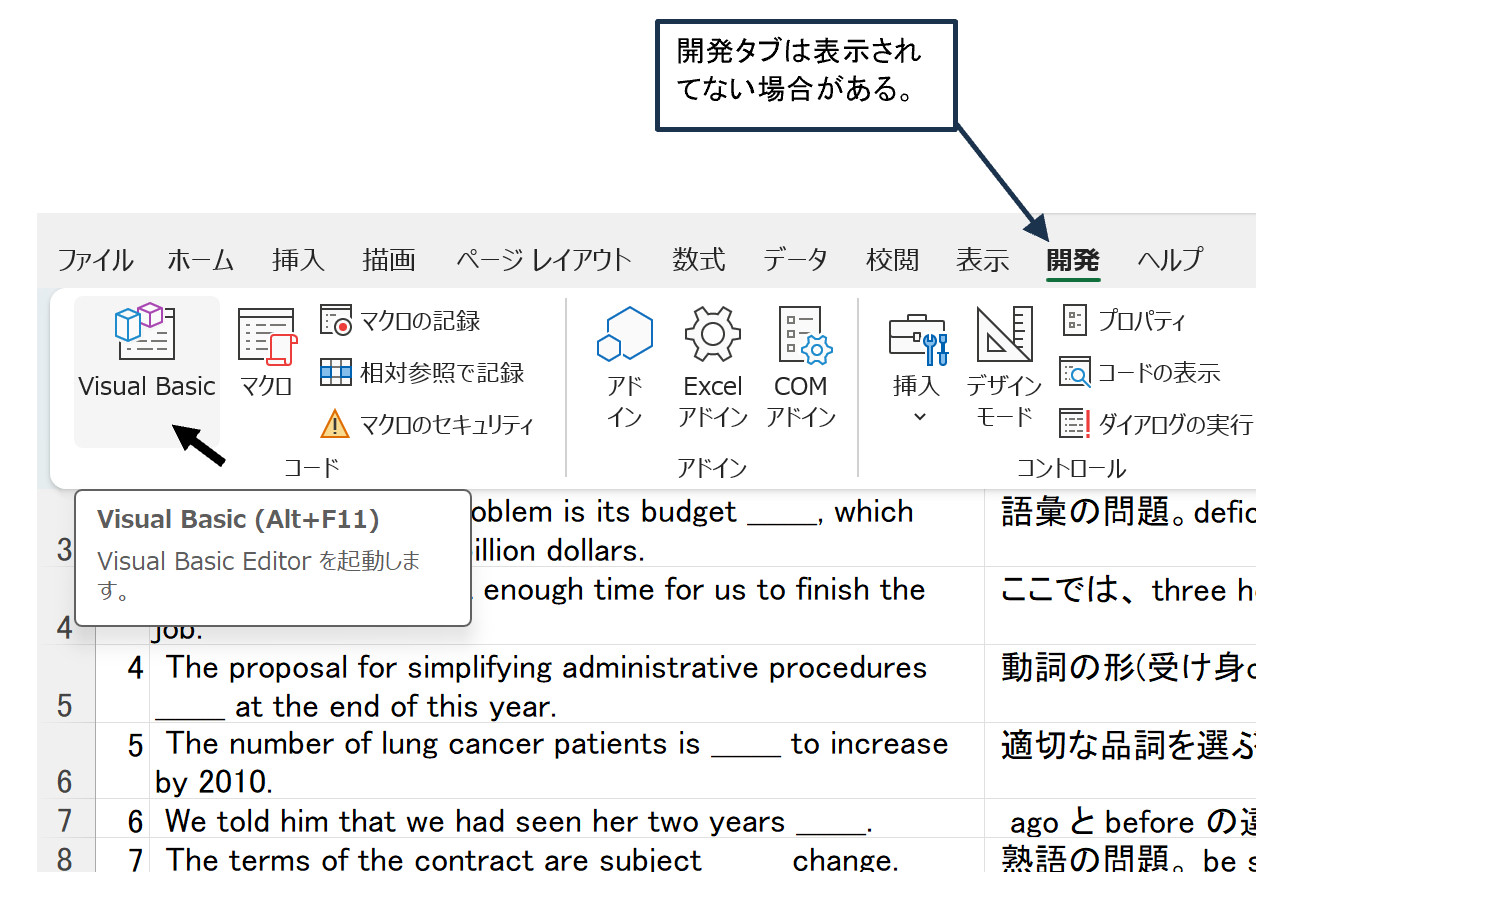 開発タブは表示され
てない場合がある。
ファイル ホーム 挿入 描画 ページ レイアウト 数式 データ 校閲 表示 開発 ヘルプ
Visual Basic
マクロ
マクロの記録
相対参照で記録
マクロのセキュリティ
コード
アド
イン
Excel
アドイン
COM
アドイン
アドイン
挿入
デザイン
モード
プロパティ
コードの表示
ダイアログの実行
コントロール
Visual Basic (Alt+F11)
Visual Basic Editor を起動しま
す。
oblem is its budget _____, which 語彙の問題。defic
3 illion dollars.
enough time for us to finish the ここでは、three h
4 job.
4 The proposal for simplifying administrative procedures 動詞の形(受け身o
5 _____ at the end of this year.
5 The number of lung cancer patients is _____ to increase 適切な品詞を選ぶ
6 by 2010.
7 6 We told him that we had seen her two years _____. ago と before の違
8 7 The terms of the contract are subject change. 熟語の問題。be s